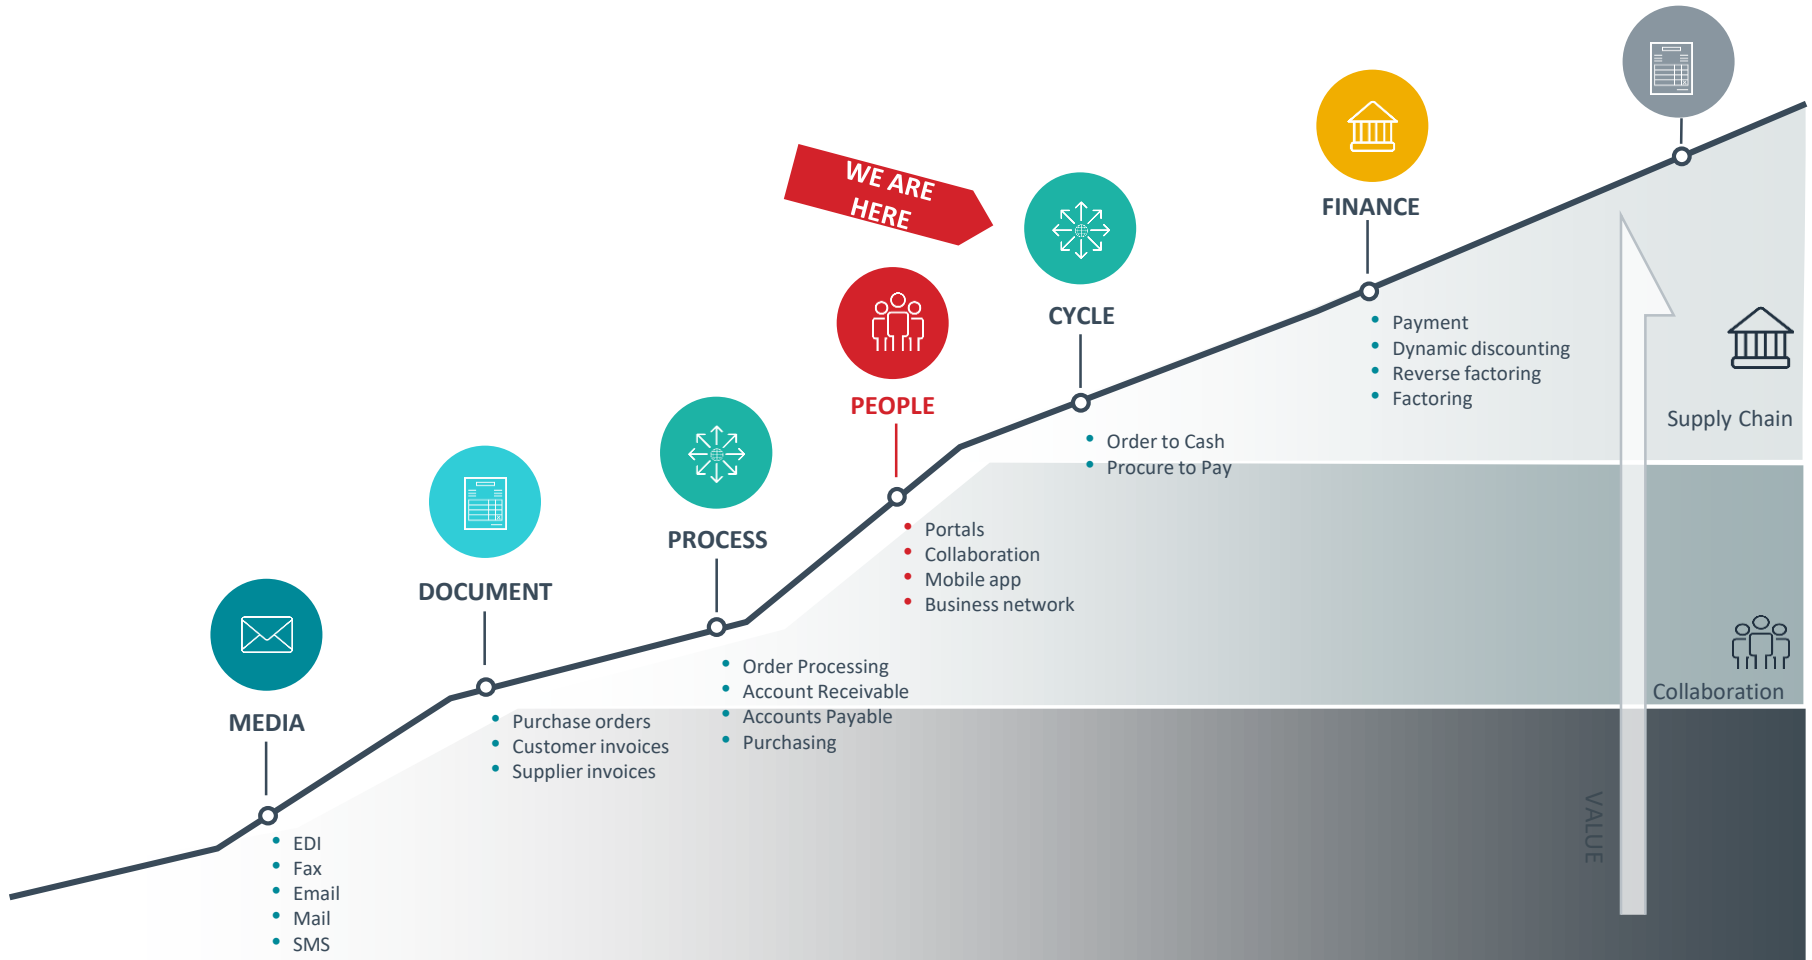 WE ARE
HERE
MEDIA
EDI
Fax
Email
Mail
SMS
DOCUMENT
Purchase orders
Customer invoices
Supplier invoices
PROCESS
Order Processing
Account Receivable
Accounts Payable
Purchasing
PEOPLE
Portals
Collaboration
Mobile app
Business network
CYCLE
Order to Cash
Procure to Pay
FINANCE
Payment
Dynamic discounting
Reverse factoring
Factoring
Supply Chain
Collaboration
VALUE